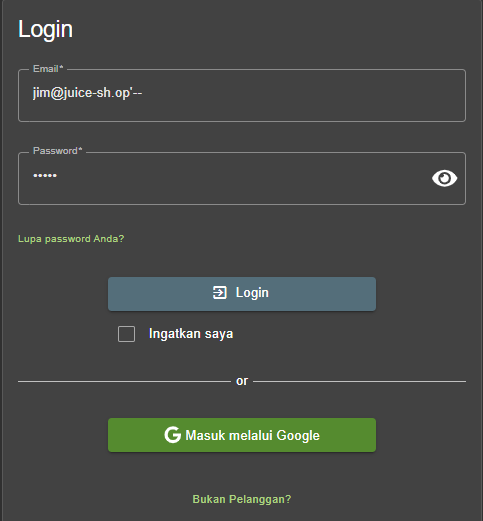 Login
Email*
jim@juice-sh.op'--
Password*
•••••
Lupa password Anda?
Login
Ingatkan saya
or
G Masuk melalui Google
Bukan Pelanggan?